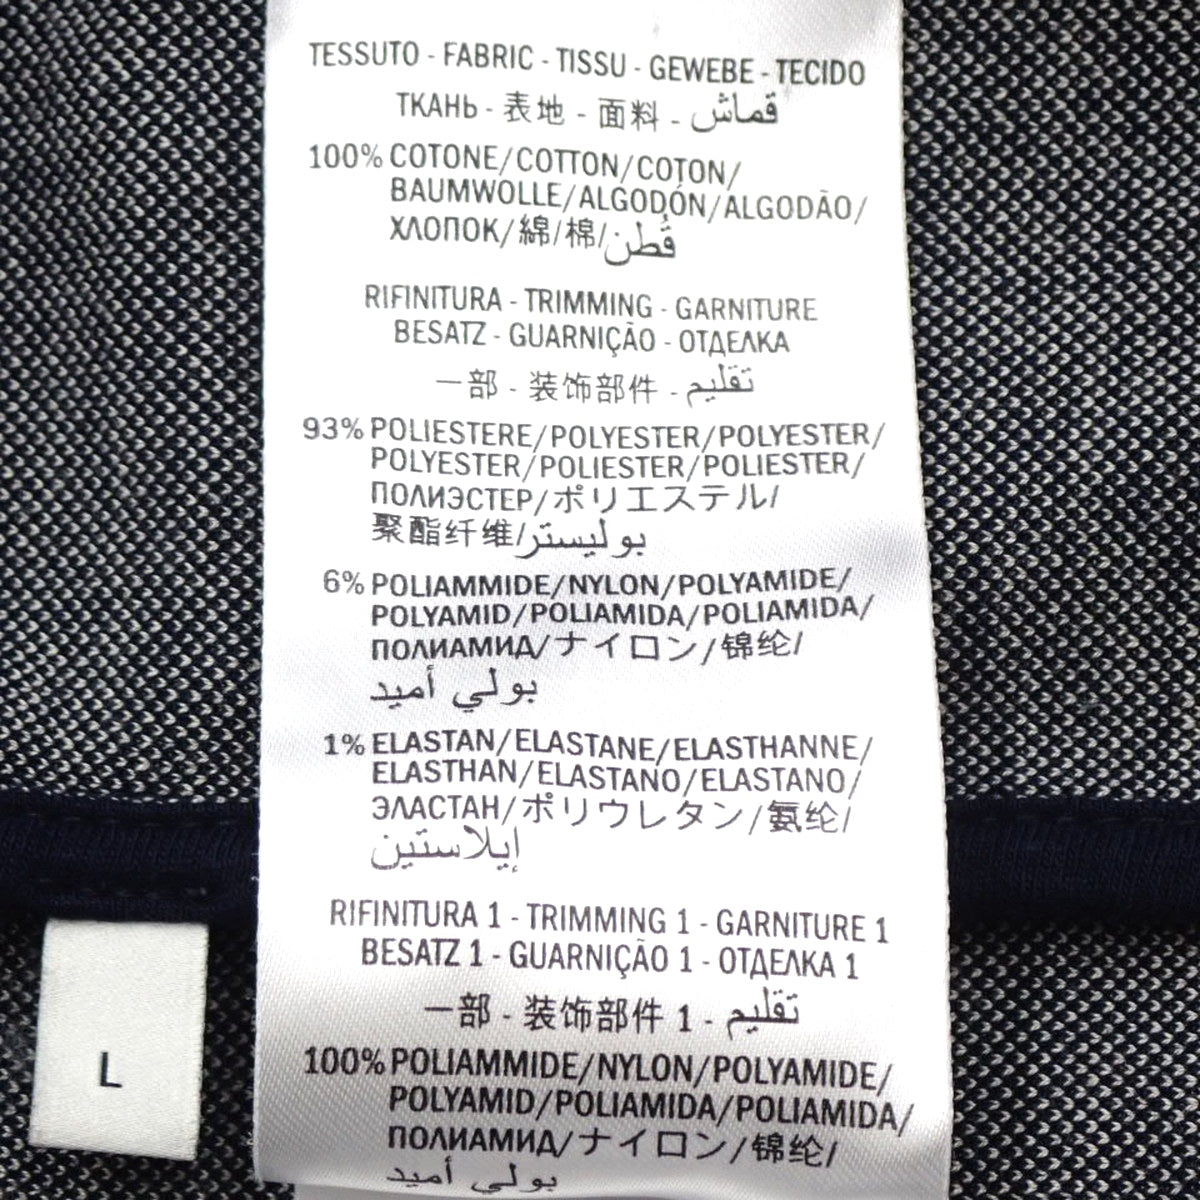 TESSUTO - FABRIC - TISSU - GEWEBE - TECIDO
ТКАНЬ - 表地 - 面料 - قماش
100% COTONE/COTTON/COTON/
BAUMWOLLE/ALGODÓN/ALGODÃO/
ХЛОПОК/綿/棉/قُطن
RIFINITURA - TRIMMING - GARNITURE
BESATZ - GUARNIÇÃO - ОТДЕЛКА
一部 - 装饰部件 - تقليم
93% POLIESTERE/POLYESTER/POLYESTER/
POLYESTER/POLIESTER/POLIESTER/
ПОЛИЭСТЕР/ポリエステル/
聚酯纤维/بوليستر
6% POLIAMMIDE/NYLON/POLYAMIDE/
POLYAMID/POLIAMIDA/POLIAMIDA/
ПОЛИАМИД/ナイロン/锦纶/
بولي أميد
1% ELASTAN/ELASTANE/ELASTHANNE/
ELASTHAN/ELASTANO/ELASTANO/
ЭЛАСТАН/ポリウレタン/氨纶/
إيلاستين
RIFINITURA 1 - TRIMMING 1 - GARNITURE 1
BESATZ 1 - GUARNIÇÃO 1 - ОТДЕЛКА 1
一部 - 装饰部件 1 - تقليم
100% POLIAMMIDE/NYLON/POLYAMIDE/
POLYAMID/POLIAMIDA/POLIAMIDA/
ПОЛИАМИД/ナイロン/锦纶/
بولي أميد
L